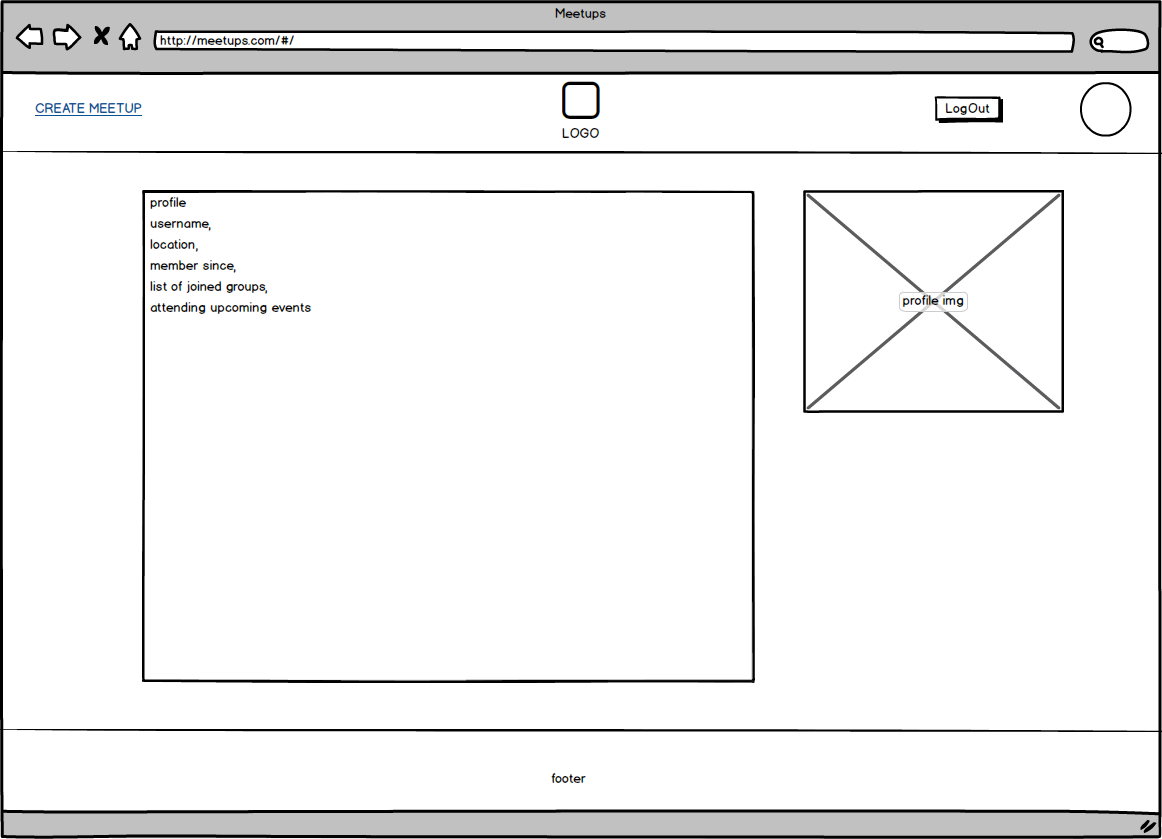 Meetups
http://meetups.com/#/
CREATE MEETUP
LOGO
LogOut
profile
username,
location,
member since,
list of joined groups,
attending upcoming events
profile img
footer